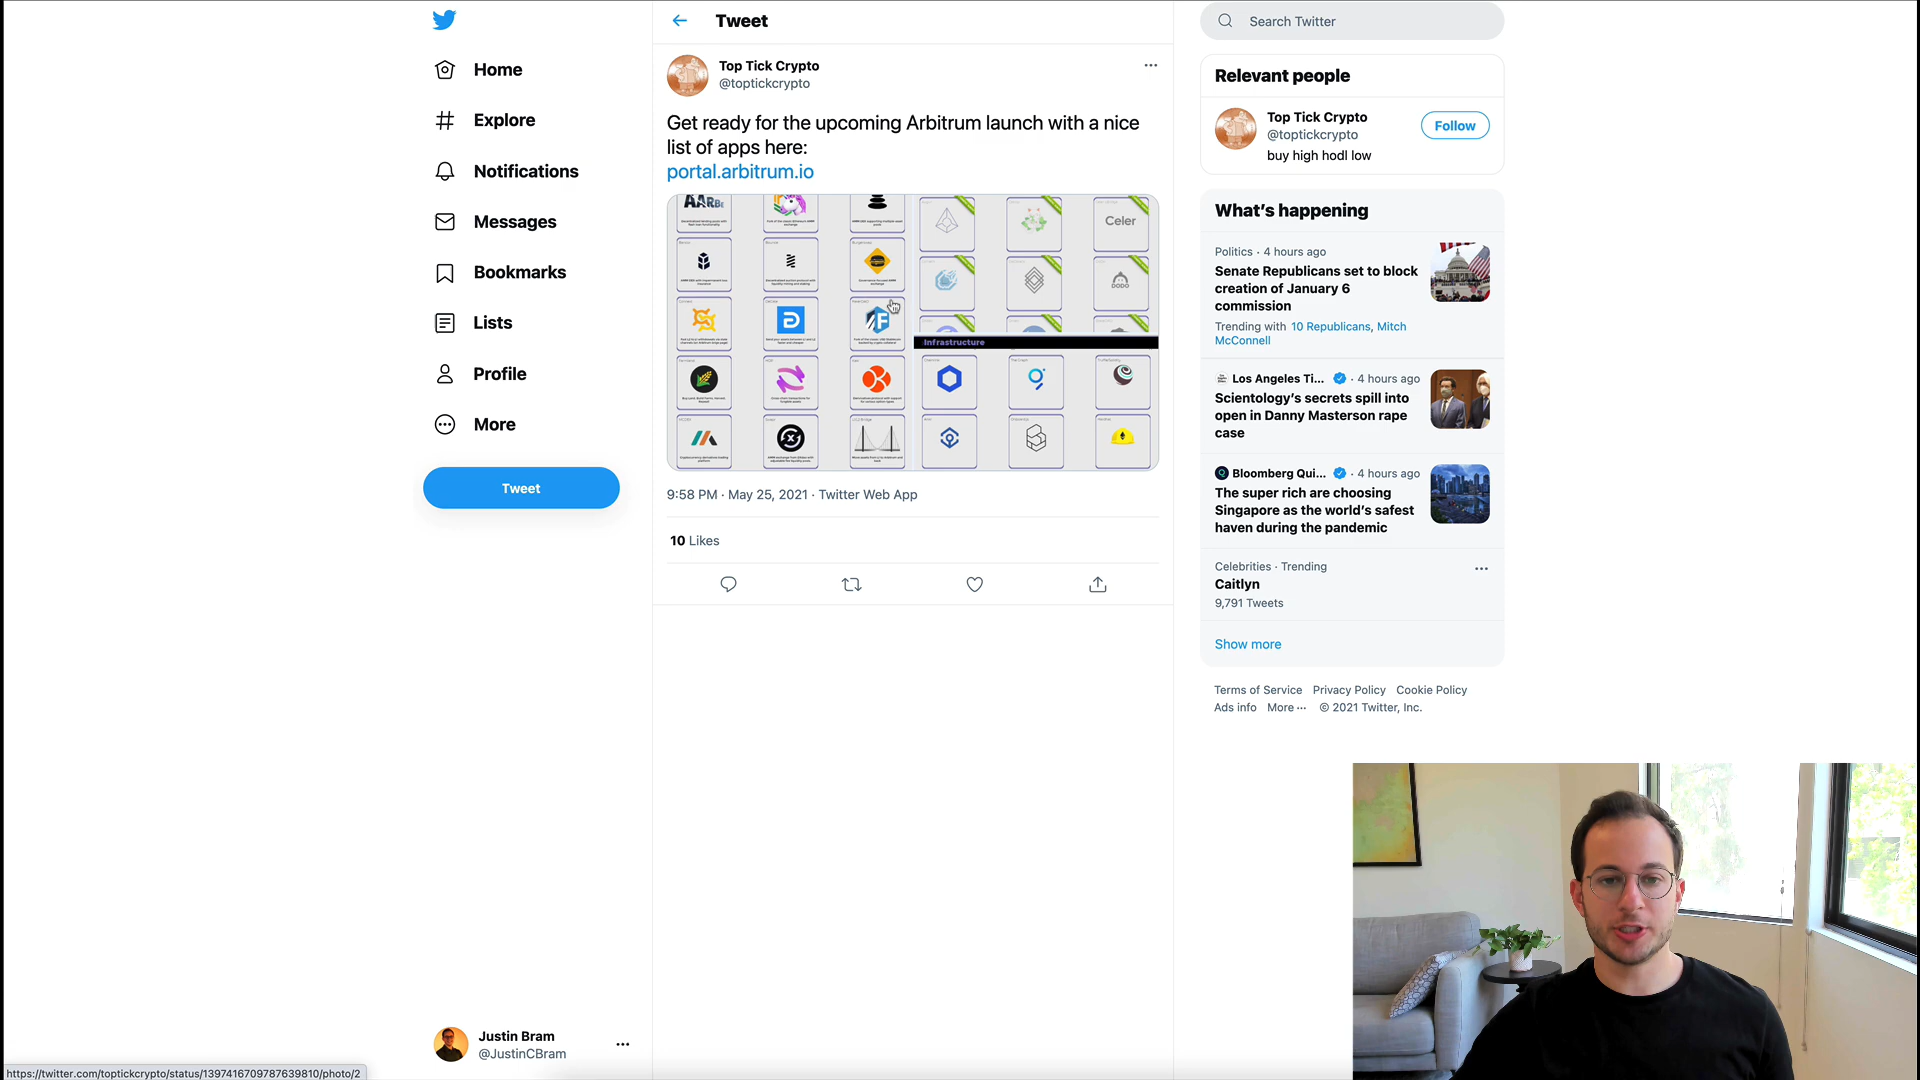 Home
Explore
Notifications
Messages
Bookmarks
Lists
Profile
More
Tweet
Justin Bram
@JustinCBram
https://twitter.com/toptickcrypto/status/1397416709787639810/photo/2
Tweet
Top Tick Crypto
@toptickcrypto
Get ready for the upcoming Arbitrum launch with a nice
list of apps here:
portal.arbitrum.io
Celer
DODO
Infrastructure
9:58 PM · May 25, 2021 · Twitter Web App
10 Likes
Search Twitter
Relevant people
Top Tick Crypto
@toptickcrypto
Follow
buy high hodl low
What's happening
Politics · 4 hours ago
Senate Republicans set to block
creation of January 6
commission
Trending with 10 Republicans, Mitch
McConnell
Los Angeles Ti... · 4 hours ago
Scientology's secrets spill into
open in Danny Masterson rape
case
Bloomberg Qui... · 4 hours ago
The super rich are choosing
Singapore as the world's safest
haven during the pandemic
Celebrities · Trending
Caitlyn
9,791 Tweets
Show more
Terms of Service Privacy Policy Cookie Policy
Ads info More ··· © 2021 Twitter, Inc.